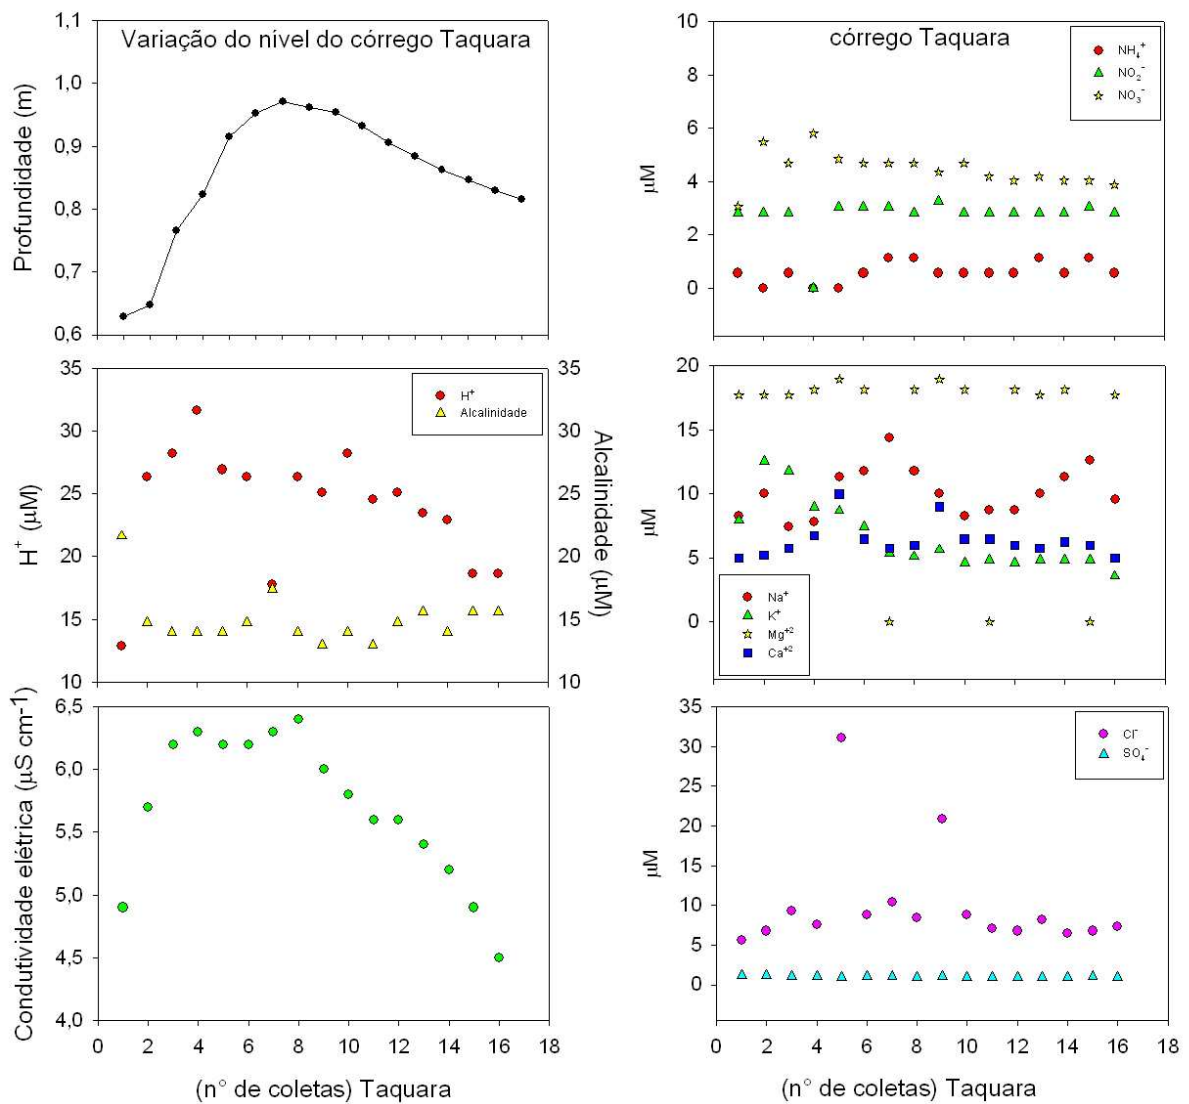 Variação do nível do córrego Taquara
Profundidade (m)
1,1
1,0
0,9
0,8
0,7
0,6
córrego Taquara
NH₄⁺
NO₂⁻
NO₃⁻
µM
10
8
6
4
2
0
H⁺ (µM)
35
30
25
20
15
10
H⁺
Alcalinidade
35
30
25
20
15
10
Alcalinidade (µM)
µM
20
15
10
5
0
Na⁺
K⁺
Mg⁺²
Ca⁺²
Condutividade elétrica (µS cm-¹)
6,5
6,0
5,5
5,0
4,5
4,0
0 2 4 6 8 10 12 14 16 18
(n° de coletas) Taquara
µM
35
30
25
20
15
10
5
0
Cl⁻
SO₄⁻
0 2 4 6 8 10 12 14 16 18
(n° de coletas) Taquara